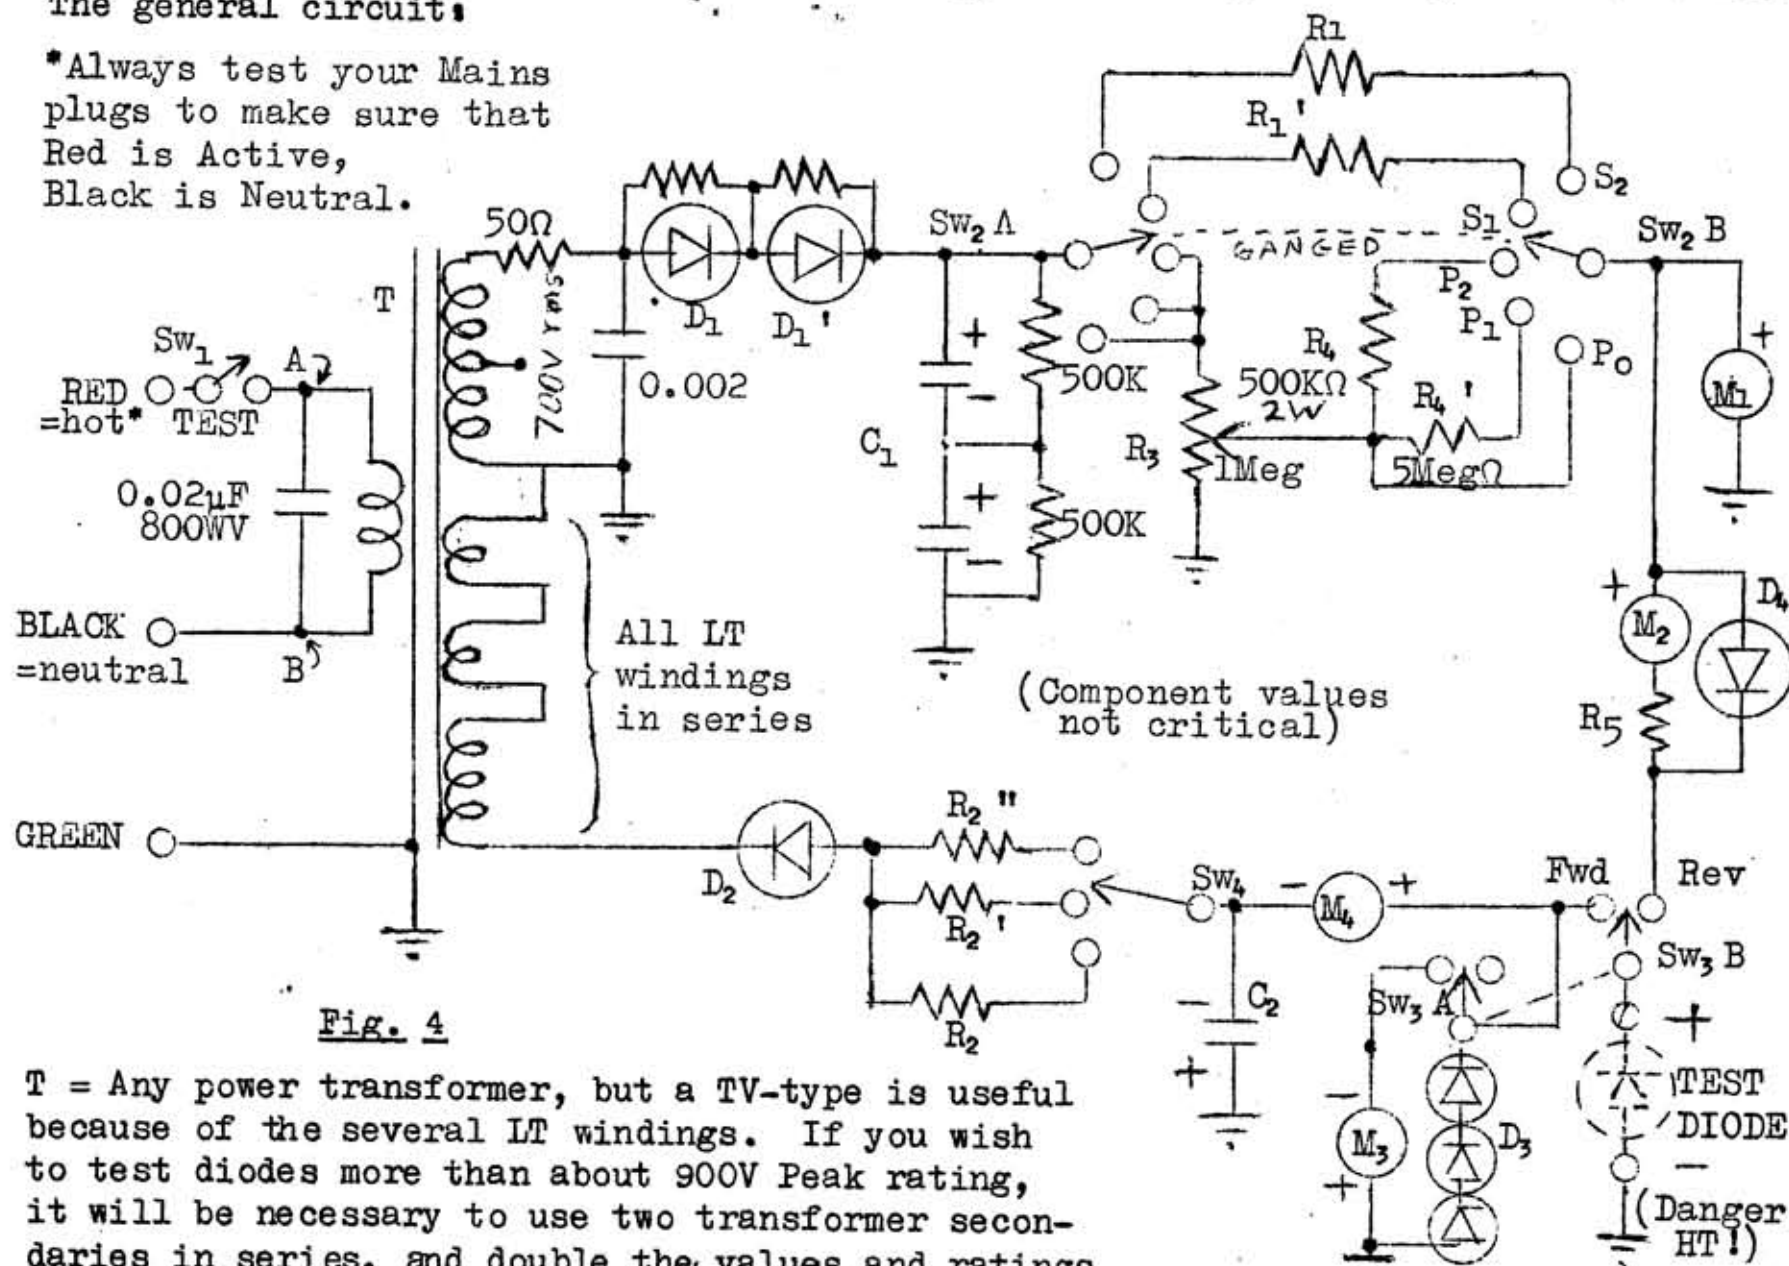 The general circuit:
*Always test your Mains
plugs to make sure that
Red is Active,
Black is Neutral.
R1
R1'
S2
50Ω
Sw2 A
GANGED
S1
Sw2 B
T
700V rms
D1
D1'
P2
P1
P0
Sw1
A
RED
=hot* TEST
0.002
+
-
500K
R4
500KΩ
2W
R4'
M1
+
C1
R3
1Meg
5MegΩ
0.02µF
800WV
+
-
500K
BLACK
=neutral
B
All LT
windings
in series
(Component values
not critical)
+
M2
D4
R5
GREEN
D2
R2"
R2'
R2
Sw4
-
M4
+
Fwd
Rev
Sw3 B
Sw3 A
-
C2
+
+
TEST
DIODE
-
(Danger
HT!)
-
M3
+
D3
Fig. 4
T = Any power transformer, but a TV-type is useful
because of the several LT windings. If you wish
to test diodes more than about 900V Peak rating,
it will be necessary to use two transformer secon-
daries in series, and double the values and ratings